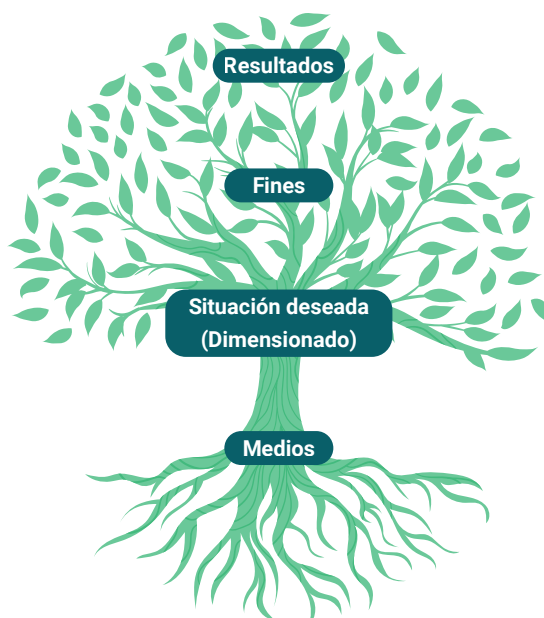 Resultados
Fines
Situación deseada
(Dimensionado)
Medios